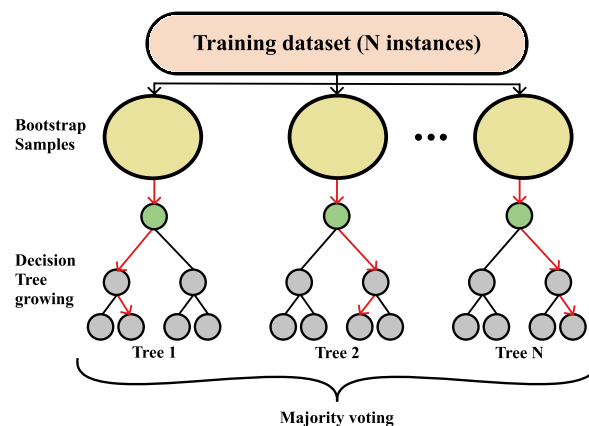 Training dataset (N instances)
Bootstrap
Samples
Decision
Tree
growing
Tree 1
Tree 2
Tree N
Majority voting